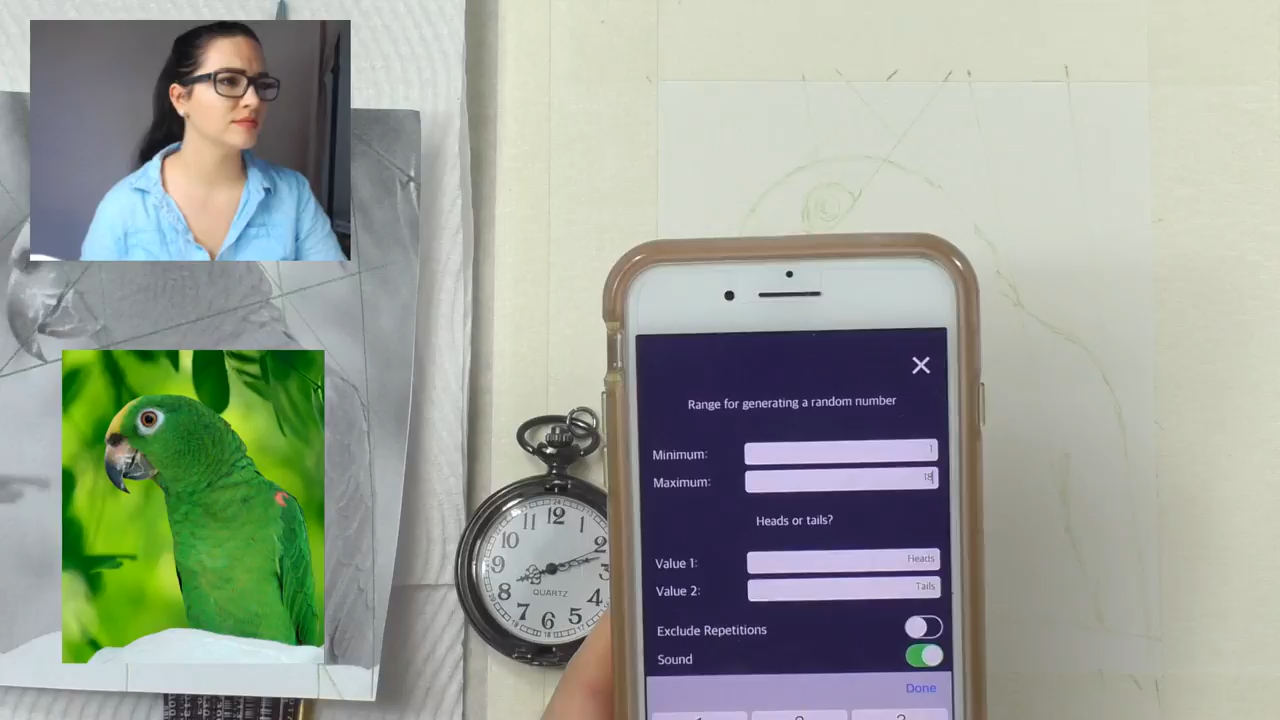 Range for generating a random number
Minimum: 1
Maximum: 18
Heads or tails?
Value 1: Heads
Value 2: Tails
Exclude Repetitions
Sound
Done
12
1
2
3
4
5
6
7
8
9
10
11
QUARTZ